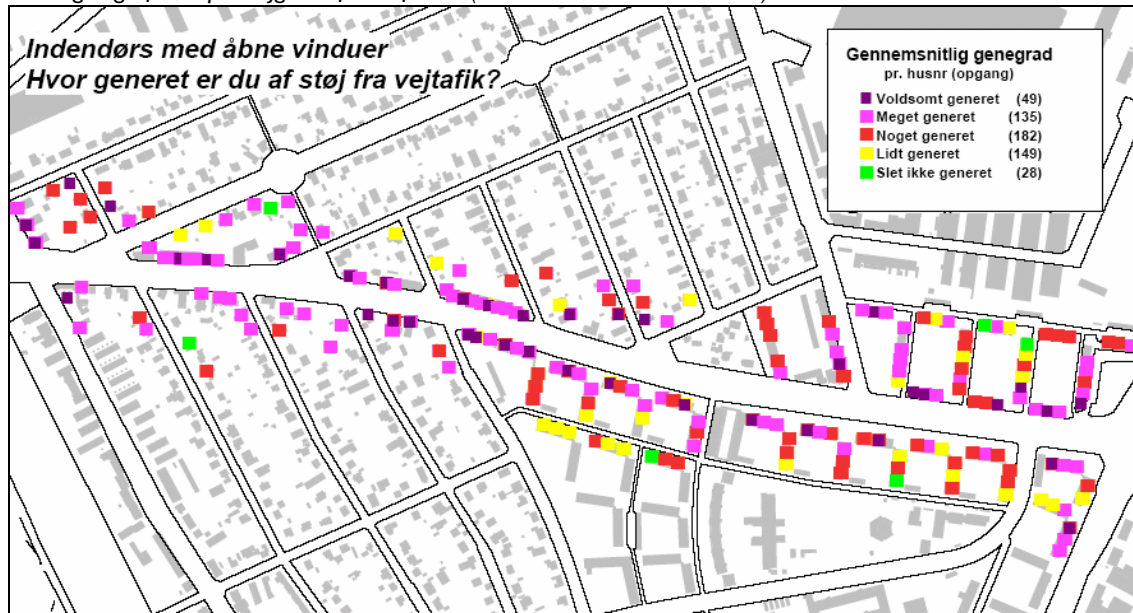 Indendørs med åbne vinduer
Hvor generet er du af støj fra vejtafik?
Gennemsnitlig genegrad
pr. husnr (opgang)
Voldsomt generet (49)
Meget generet (135)
Noget generet (182)
Lidt generet (149)
Slet ikke generet (28)